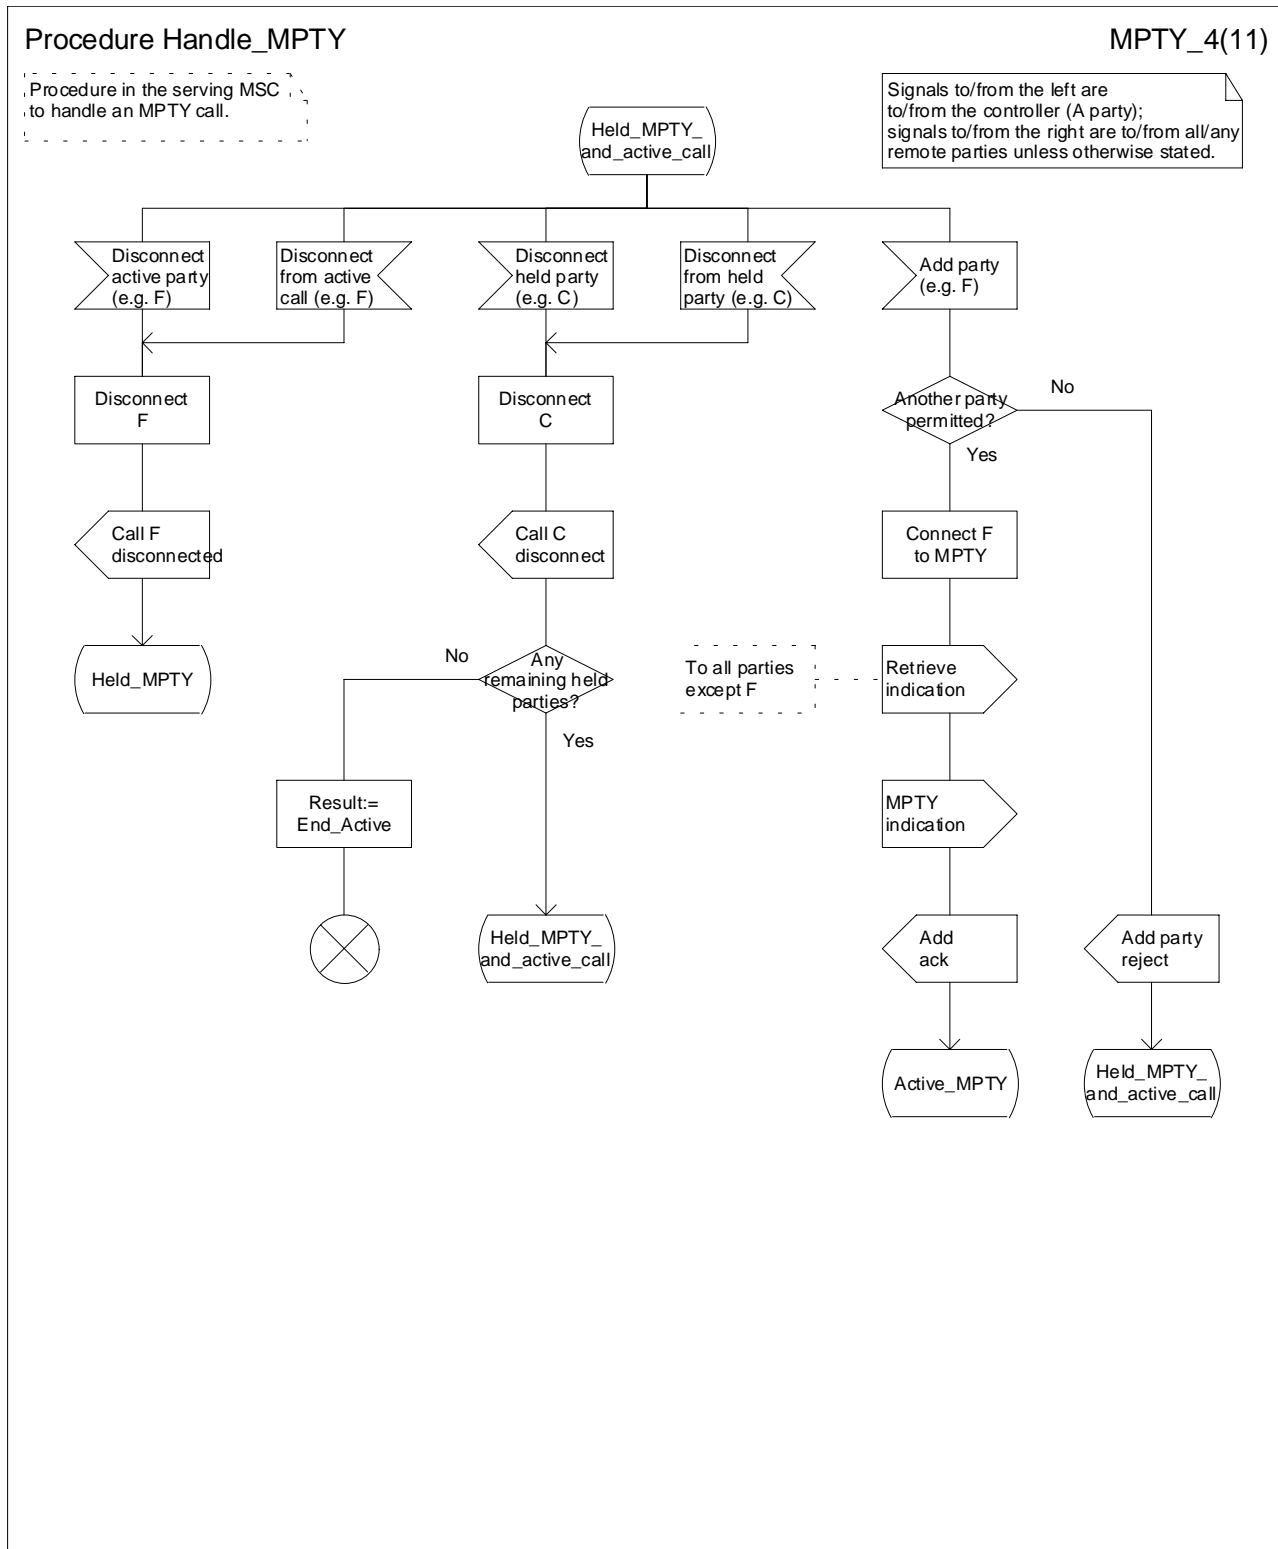 Procedure Handle_MPTY
MPTY_4(11)
Procedure in the serving MSC
to handle an MPTY call.
Signals to/from the left are
to/from the controller (A party);
signals to/from the right are to/from all/any
remote parties unless otherwise stated.
Held_MPTY_
and_active_call
Disconnect
active party
(e.g. F)
Disconnect
from active
call (e.g. F)
Disconnect
held party
(e.g. C)
Disconnect
from held
party (e.g. C)
Add party
(e.g. F)
Disconnect
F
Disconnect
C
Another party
permitted?
No
Yes
Call F
disconnected
Call C
disconnect
Connect F
to MPTY
Held_MPTY
No
Any
remaining held
parties?
Yes
To all parties
except F
Retrieve
indication
Result:=
End_Active
MPTY
indication
Held_MPTY_
and_active_call
Add
ack
Add party
reject
Active_MPTY
Held_MPTY_
and_active_call